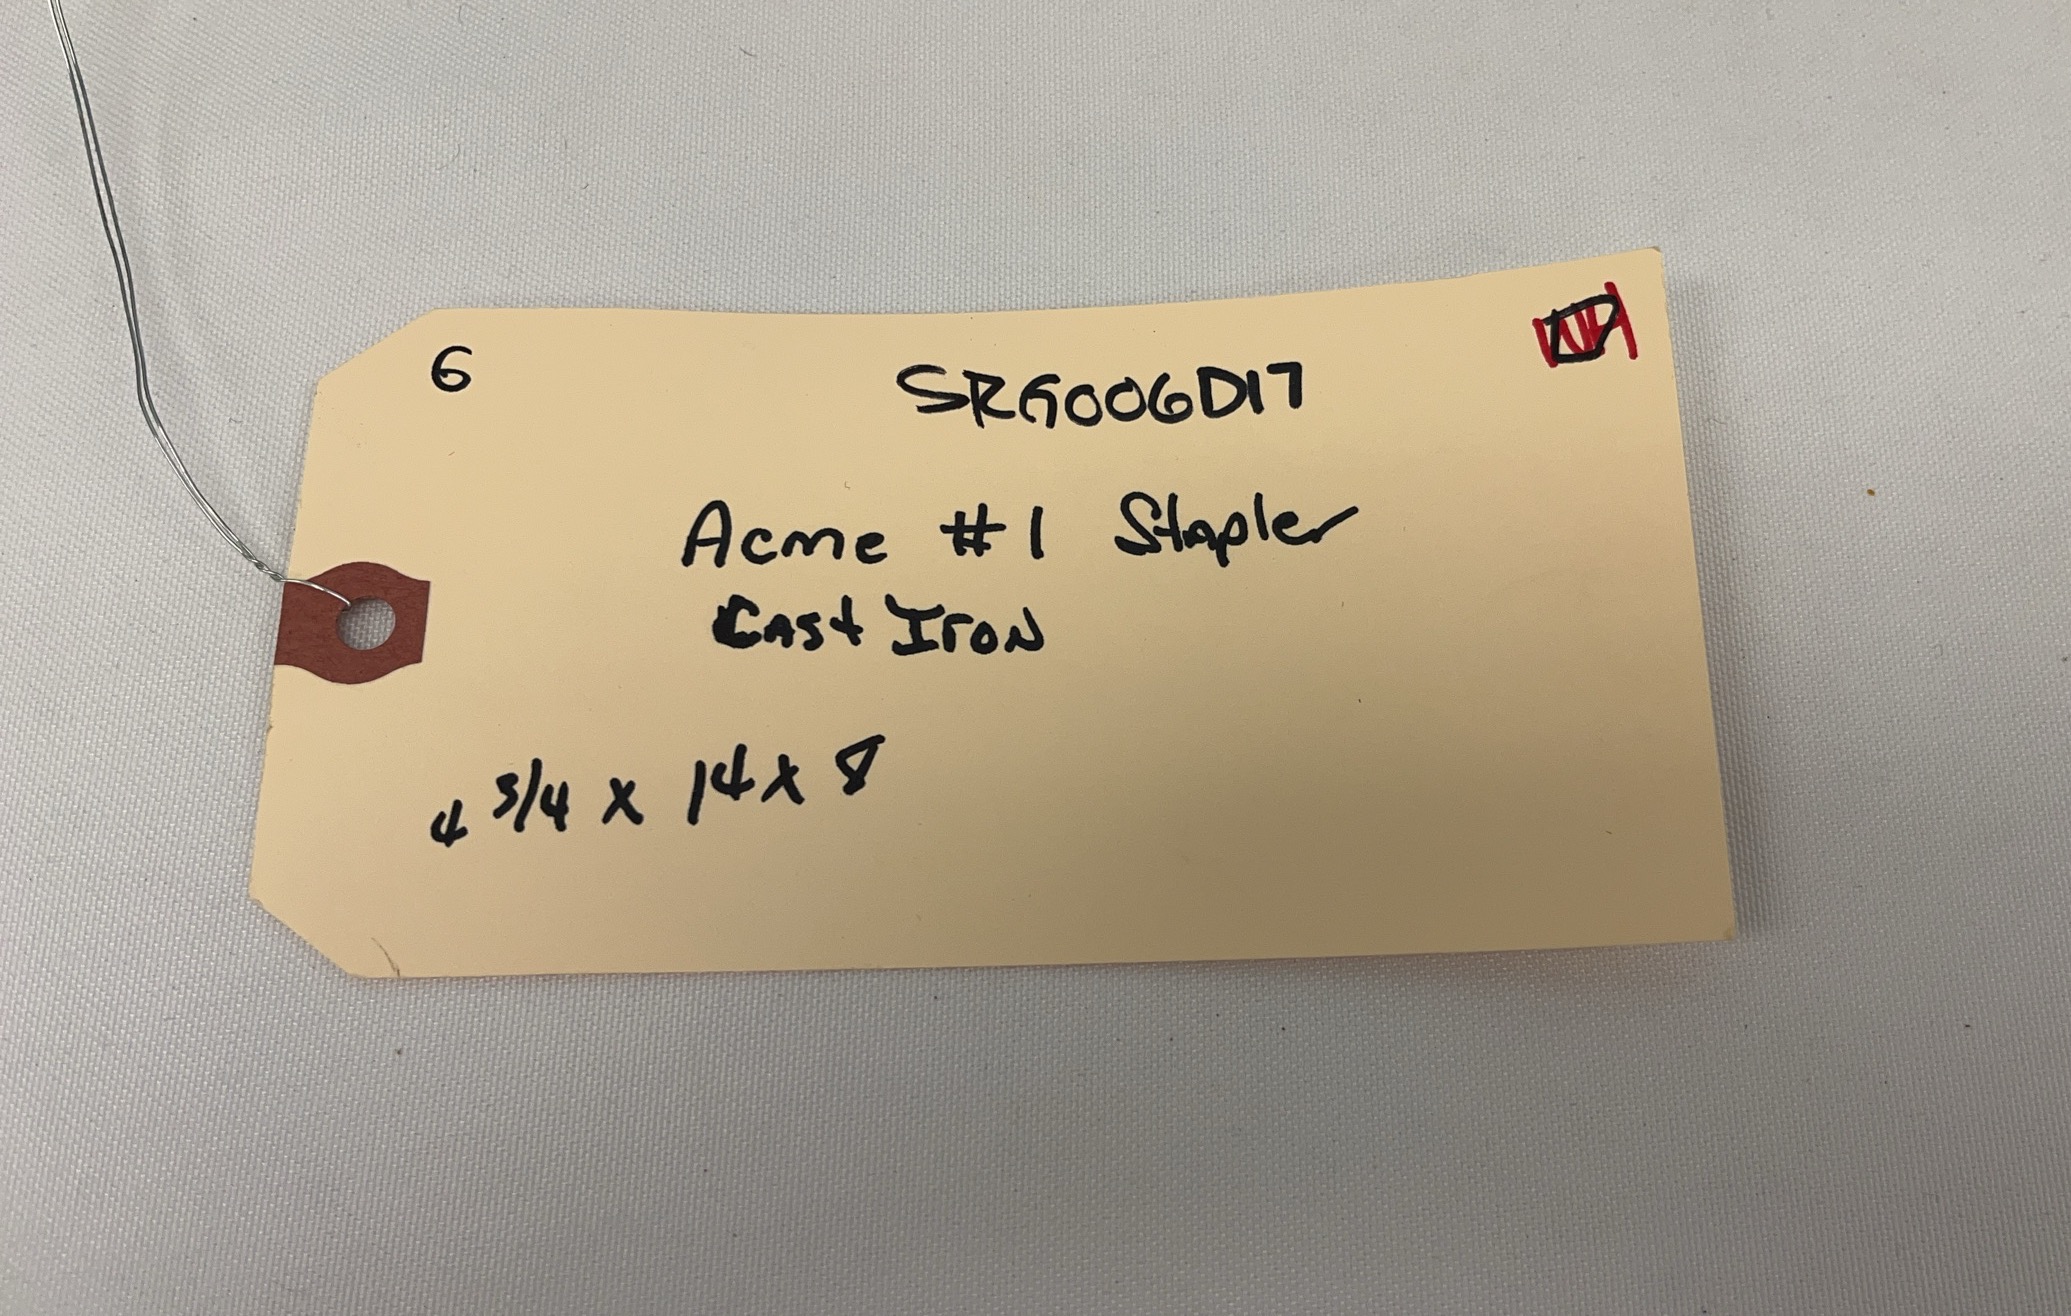 6
SRG006D17
Acme #1 Stapler
Cast Iron
4 3/4 x 14 x 8